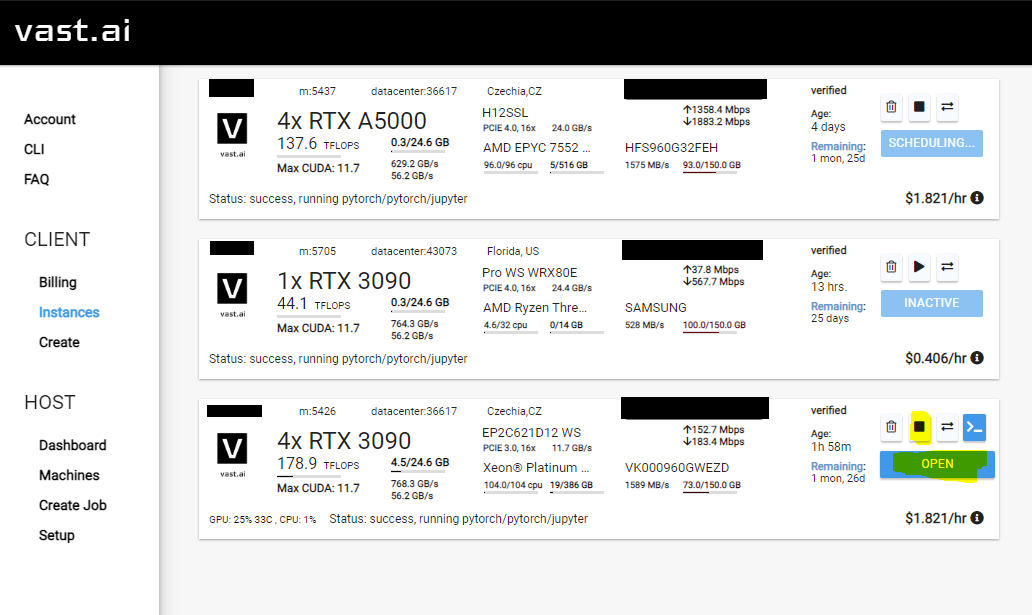 vast.ai
Account
CLI
FAQ
CLIENT
Billing
Instances
Create
HOST
Dashboard
Machines
Create Job
Setup
m:5437 datacenter:36617 Czechia,CZ verified
vast.ai
4x RTX A5000
137.6 TFLOPS 0.3/24.6 GB
Max CUDA: 11.7 629.2 GB/s
56.2 GB/s
H12SSL
PCIE 4.0, 16x 24.0 GB/s
AMD EPYC 7552 ...
96.0/96 cpu 5/516 GB
↑1358.4 Mbps
↓1883.2 Mbps
HFS960G32FEH
1575 MB/s 93.0/150.0 GB
Age:
4 days
Remaining:
1 mon, 25d
SCHEDULING...
Status: success, running pytorch/pytorch/jupyter
$1.821/hr
m:5705 datacenter:43073 Florida, US verified
vast.ai
1x RTX 3090
44.1 TFLOPS 0.3/24.6 GB
Max CUDA: 11.7 764.3 GB/s
56.2 GB/s
Pro WS WRX80E
PCIE 4.0, 16x 24.4 GB/s
AMD Ryzen Thre...
4.6/32 cpu 0/14 GB
↑37.8 Mbps
↓567.7 Mbps
SAMSUNG
528 MB/s 100.0/150.0 GB
Age:
13 hrs.
Remaining:
25 days
INACTIVE
Status: success, running pytorch/pytorch/jupyter
$0.406/hr
m:5426 datacenter:36617 Czechia,CZ verified
vast.ai
4x RTX 3090
178.9 TFLOPS 4.5/24.6 GB
Max CUDA: 11.7 768.3 GB/s
56.2 GB/s
EP2C621D12 WS
PCIE 3.0, 16x 11.7 GB/s
Xeon® Platinum ...
104.0/104 cpu 19/386 GB
↑152.7 Mbps
↓183.4 Mbps
VK000960GWEZD
1589 MB/s 73.0/150.0 GB
Age:
1h 58m
Remaining:
1 mon, 26d
OPEN
GPU: 25% 33C , CPU: 1% Status: success, running pytorch/pytorch/jupyter
$1.821/hr